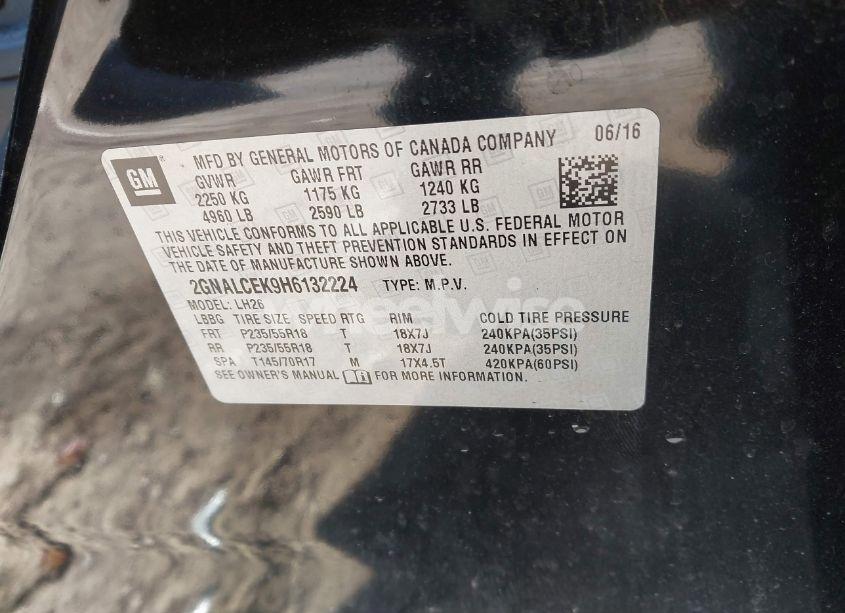 GM
®
MFD BY GENERAL MOTORS OF CANADA COMPANY 06/16
GVWR GAWR FRT GAWR RR
2250 KG 1175 KG 1240 KG
4960 LB 2590 LB 2733 LB
THIS VEHICLE CONFORMS TO ALL APPLICABLE U.S. FEDERAL MOTOR
VEHICLE SAFETY AND THEFT PREVENTION STANDARDS IN EFFECT ON
THE DATE OF MANUFACTURE SHOWN ABOVE.
2GNALCEK9H6132224 TYPE: M.P.V.
MODEL: LH26
LBBG TIRE SIZE SPEED RTG RIM COLD TIRE PRESSURE
FRT P235/55R18 T 18X7J 240KPA(35PSI)
RR P235/55R18 T 18X7J 240KPA(35PSI)
SPA T145/70R17 M 17X4.5T 420KPA(60PSI)
SEE OWNER'S MANUAL FOR MORE INFORMATION.